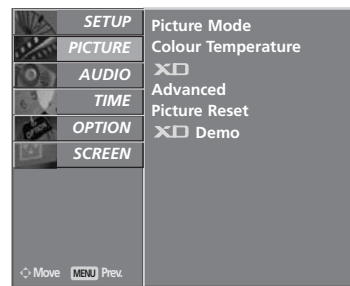 SETUP
PICTURE
AUDIO
TIME
OPTION
SCREEN
Move MENU Prev.
Picture Mode
Colour Temperature
XD
Advanced
Picture Reset
XD Demo